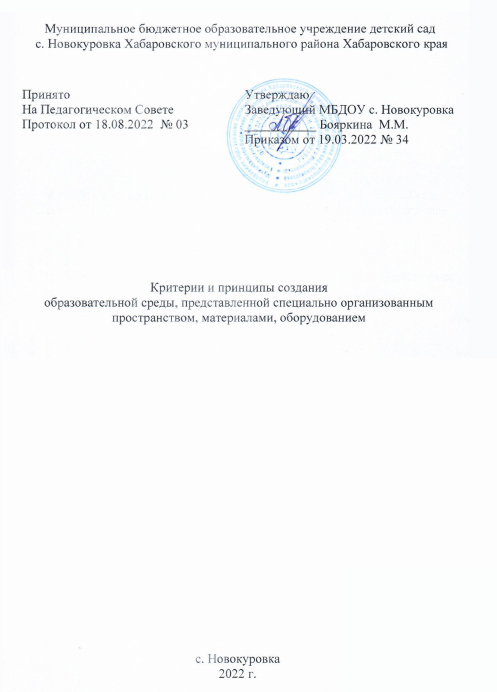 Муниципальное бюджетное образовательное учреждение детский сад
с. Новокуровка Хабаровского муниципального района Хабаровского края
Принято
На Педагогическом Совете
Протокол от 18.08.2022 № 03
Утверждаю
Заведующий МБДОУ с. Новокуровка
Бояркина М.М.
Приказом от 19.03.2022 № 34
Критерии и принципы создания
образовательной среды, представленной специально организованным
пространством, материалами, оборудованием
с. Новокуровка
2022 г.